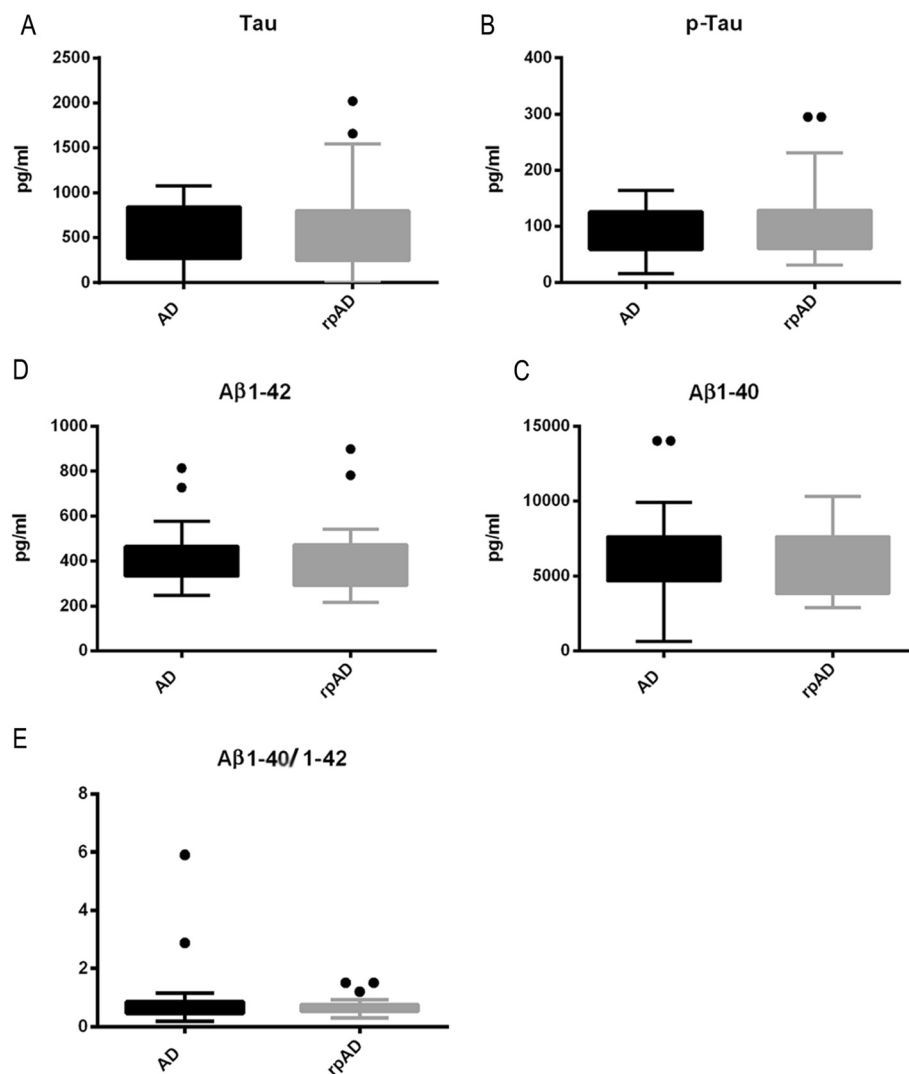 A
Tau
2500
2000
1500
1000
500
0
pg/ml
AD
rpAD
B
p-Tau
400
300
200
100
0
pg/ml
AD
rpAD
D
Aβ1-42
1000
800
600
400
200
0
pg/ml
AD
rpAD
C
Aβ1-40
15000
10000
5000
0
pg/ml
AD
rpAD
E
Aβ1-40/1-42
8
6
4
2
0
AD
rpAD